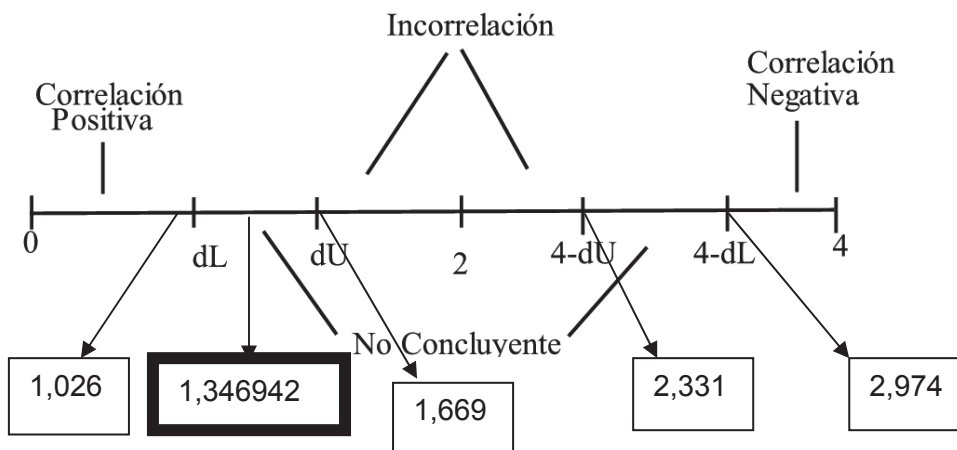 Incorrelación
Correlación
Positiva
Correlación
Negativa
0
dL
dU
2
4-dU
4-dL
4
No Concluyente
1,026
1,346942
1,669
2,331
2,974